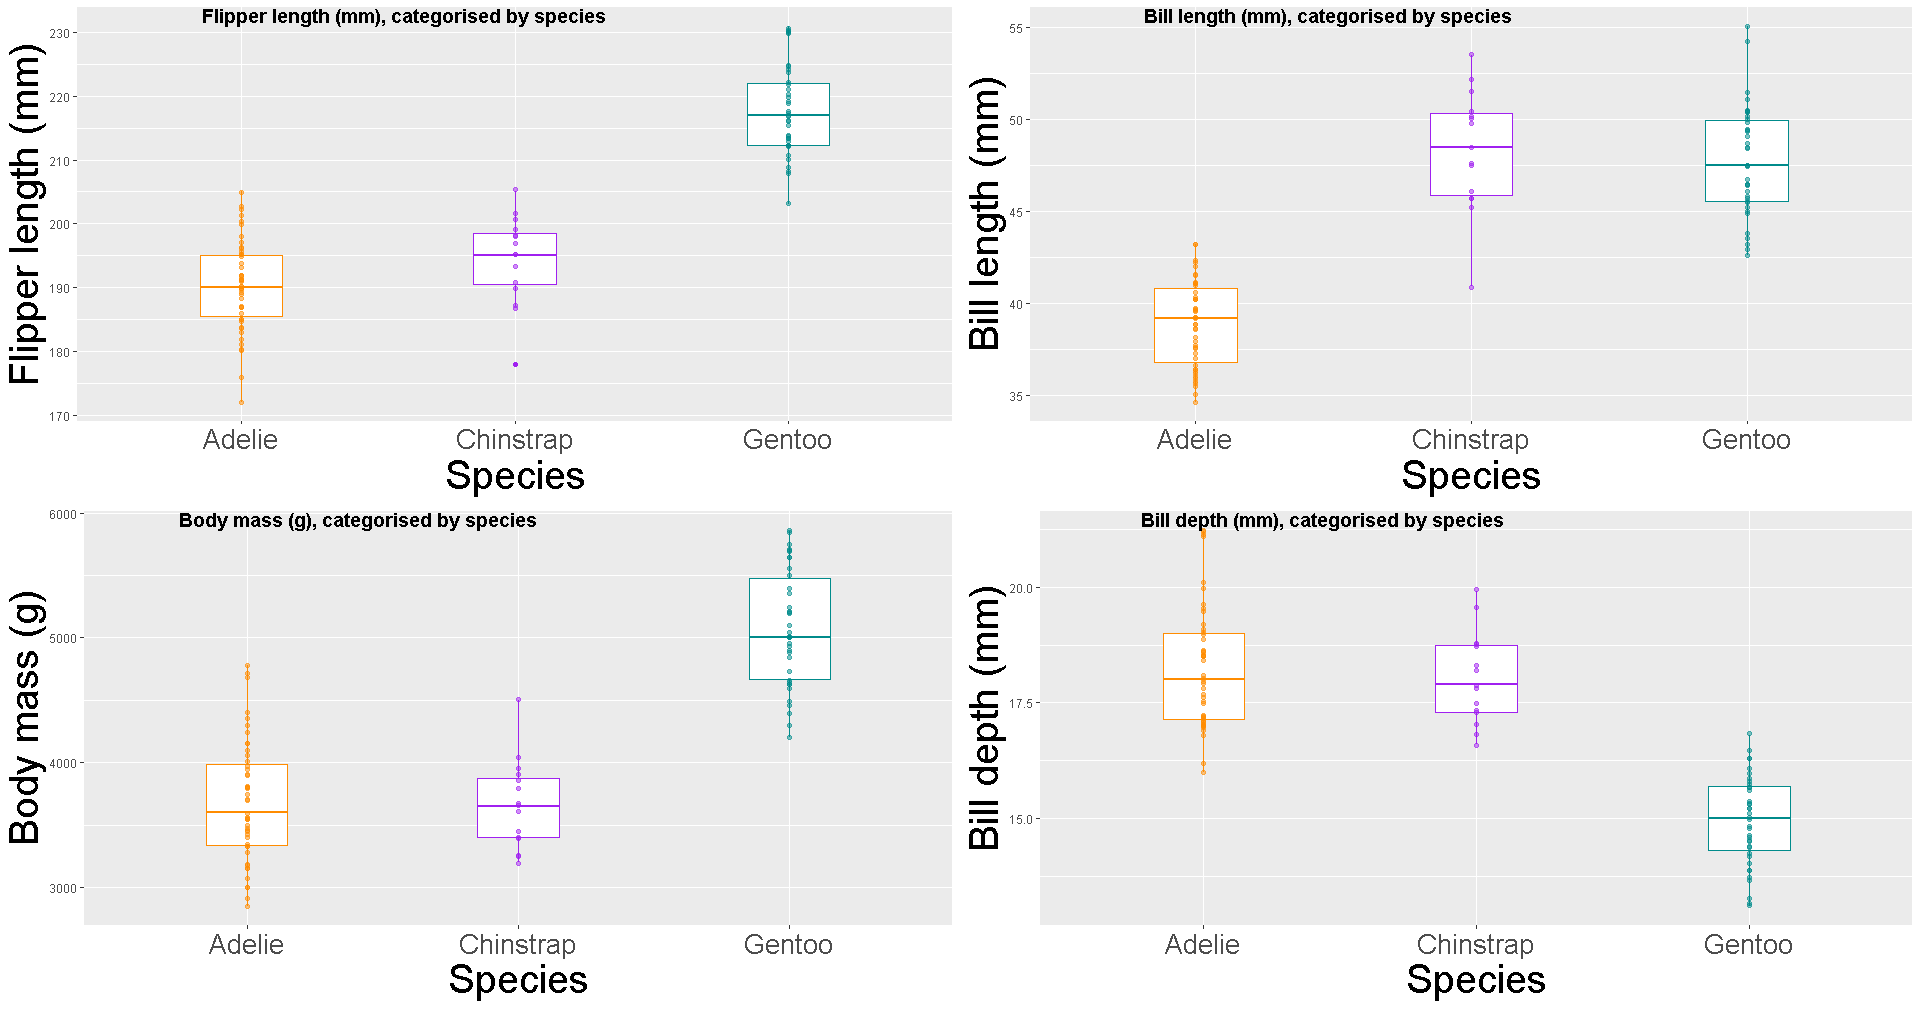 Flipper length (mm), categorised by species
Flipper length (mm)
230
220
210
200
190
180
170
Adelie Chinstrap Gentoo
Species
Bill length (mm), categorised by species
Bill length (mm)
55
50
45
40
35
Adelie Chinstrap Gentoo
Species
Body mass (g), categorised by species
Body mass (g)
6000
5000
4000
3000
Adelie Chinstrap Gentoo
Species
Bill depth (mm), categorised by species
Bill depth (mm)
20.0
17.5
15.0
Adelie Chinstrap Gentoo
Species